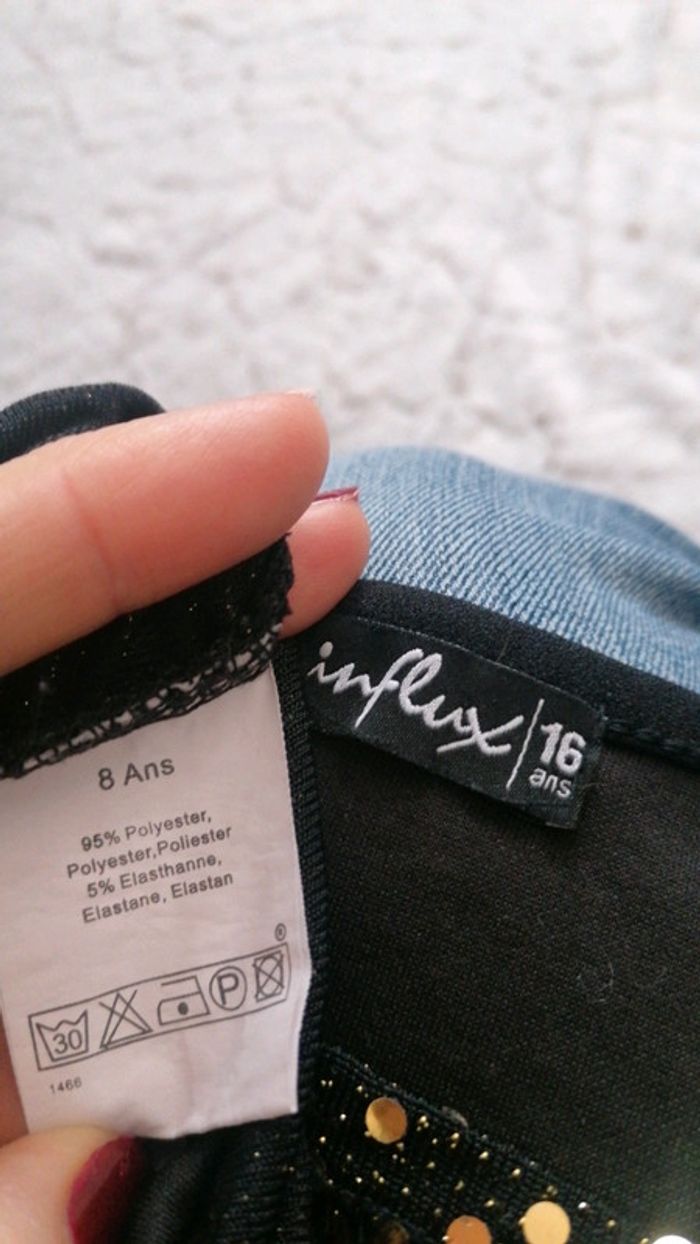 influx 16
ans
8 Ans
95% Polyester,
Polyester,Poliester
5% Elasthanne,
Elastane, Elastan
®
30 P
1466